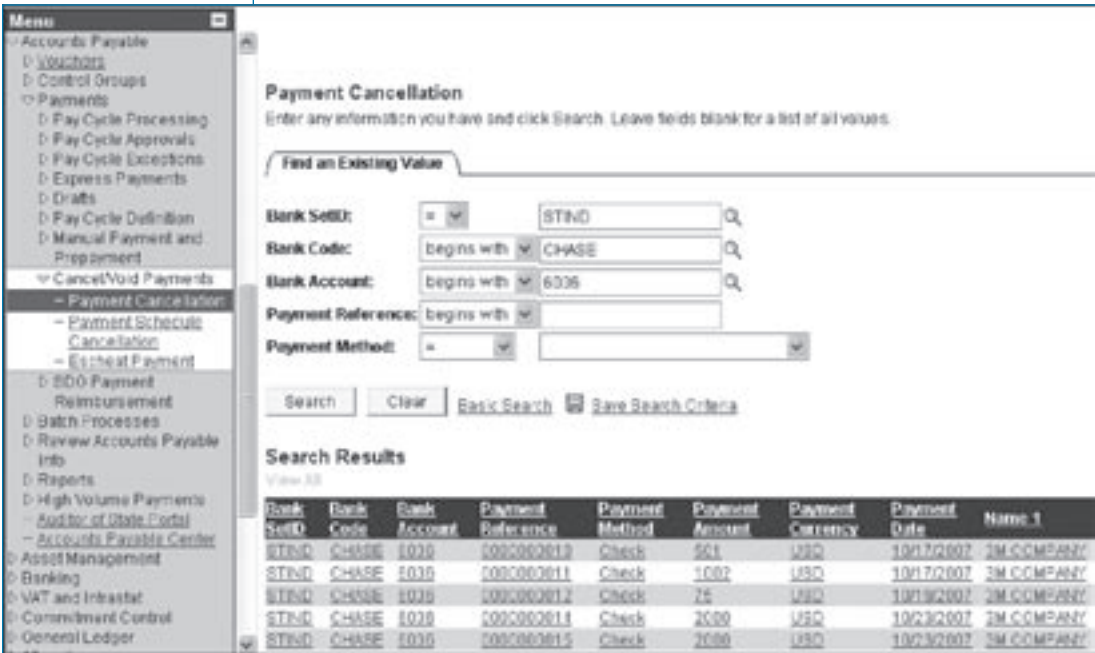 Menu
Accounts Payable
Vouchers
Control Groups
Payments
Pay Cycle Processing
Pay Cycle Approvals
Pay Cycle Exceptions
Express Payments
Drafts
Pay Cycle Definition
Manual Payment and
Prepayment
Cancel/Void Payments
– Payment Cancellation
– Payment Schedule
Cancellation
– Escheat Payment
Payment
Reimbursement
Batch Processes
Review Accounts Payable
Info
Reports
High Volume Payments
– Auditor of State Portal
– Accounts Payable Center
Asset Management
Banking
VAT and Intrastat
Commitment Control
General Ledger
Payment Cancellation
Enter any information you have and click Search. Leave fields blank for a list of all values.
Find an Existing Value
Bank SetID: = STIND
Bank Code: begins with CHASE
Bank Account: begins with 6036
Payment Reference: begins with
Payment Method: =
Search Clear Basic Search Save Search Criteria
Search Results
View All
Bank SetID Bank Code Bank Account Payment Reference Payment Method Payment Amount Payment Currency Payment Date Name 1
STIND CHASE 6036 Check USD 10/17/2007 3M COMPANY
STIND CHASE 6036 0000003011 Check USD 10/17/2007 3M COMPANY
STIND CHASE 6036 0000003012 Check 75 USD 3M COMPANY
STIND CHASE 6036 Check 2000 USD 10/23/2007 3M COMPANY
STIND CHASE 6036 0000003015 Check 2000 USD 10/23/2007 3M COMPANY